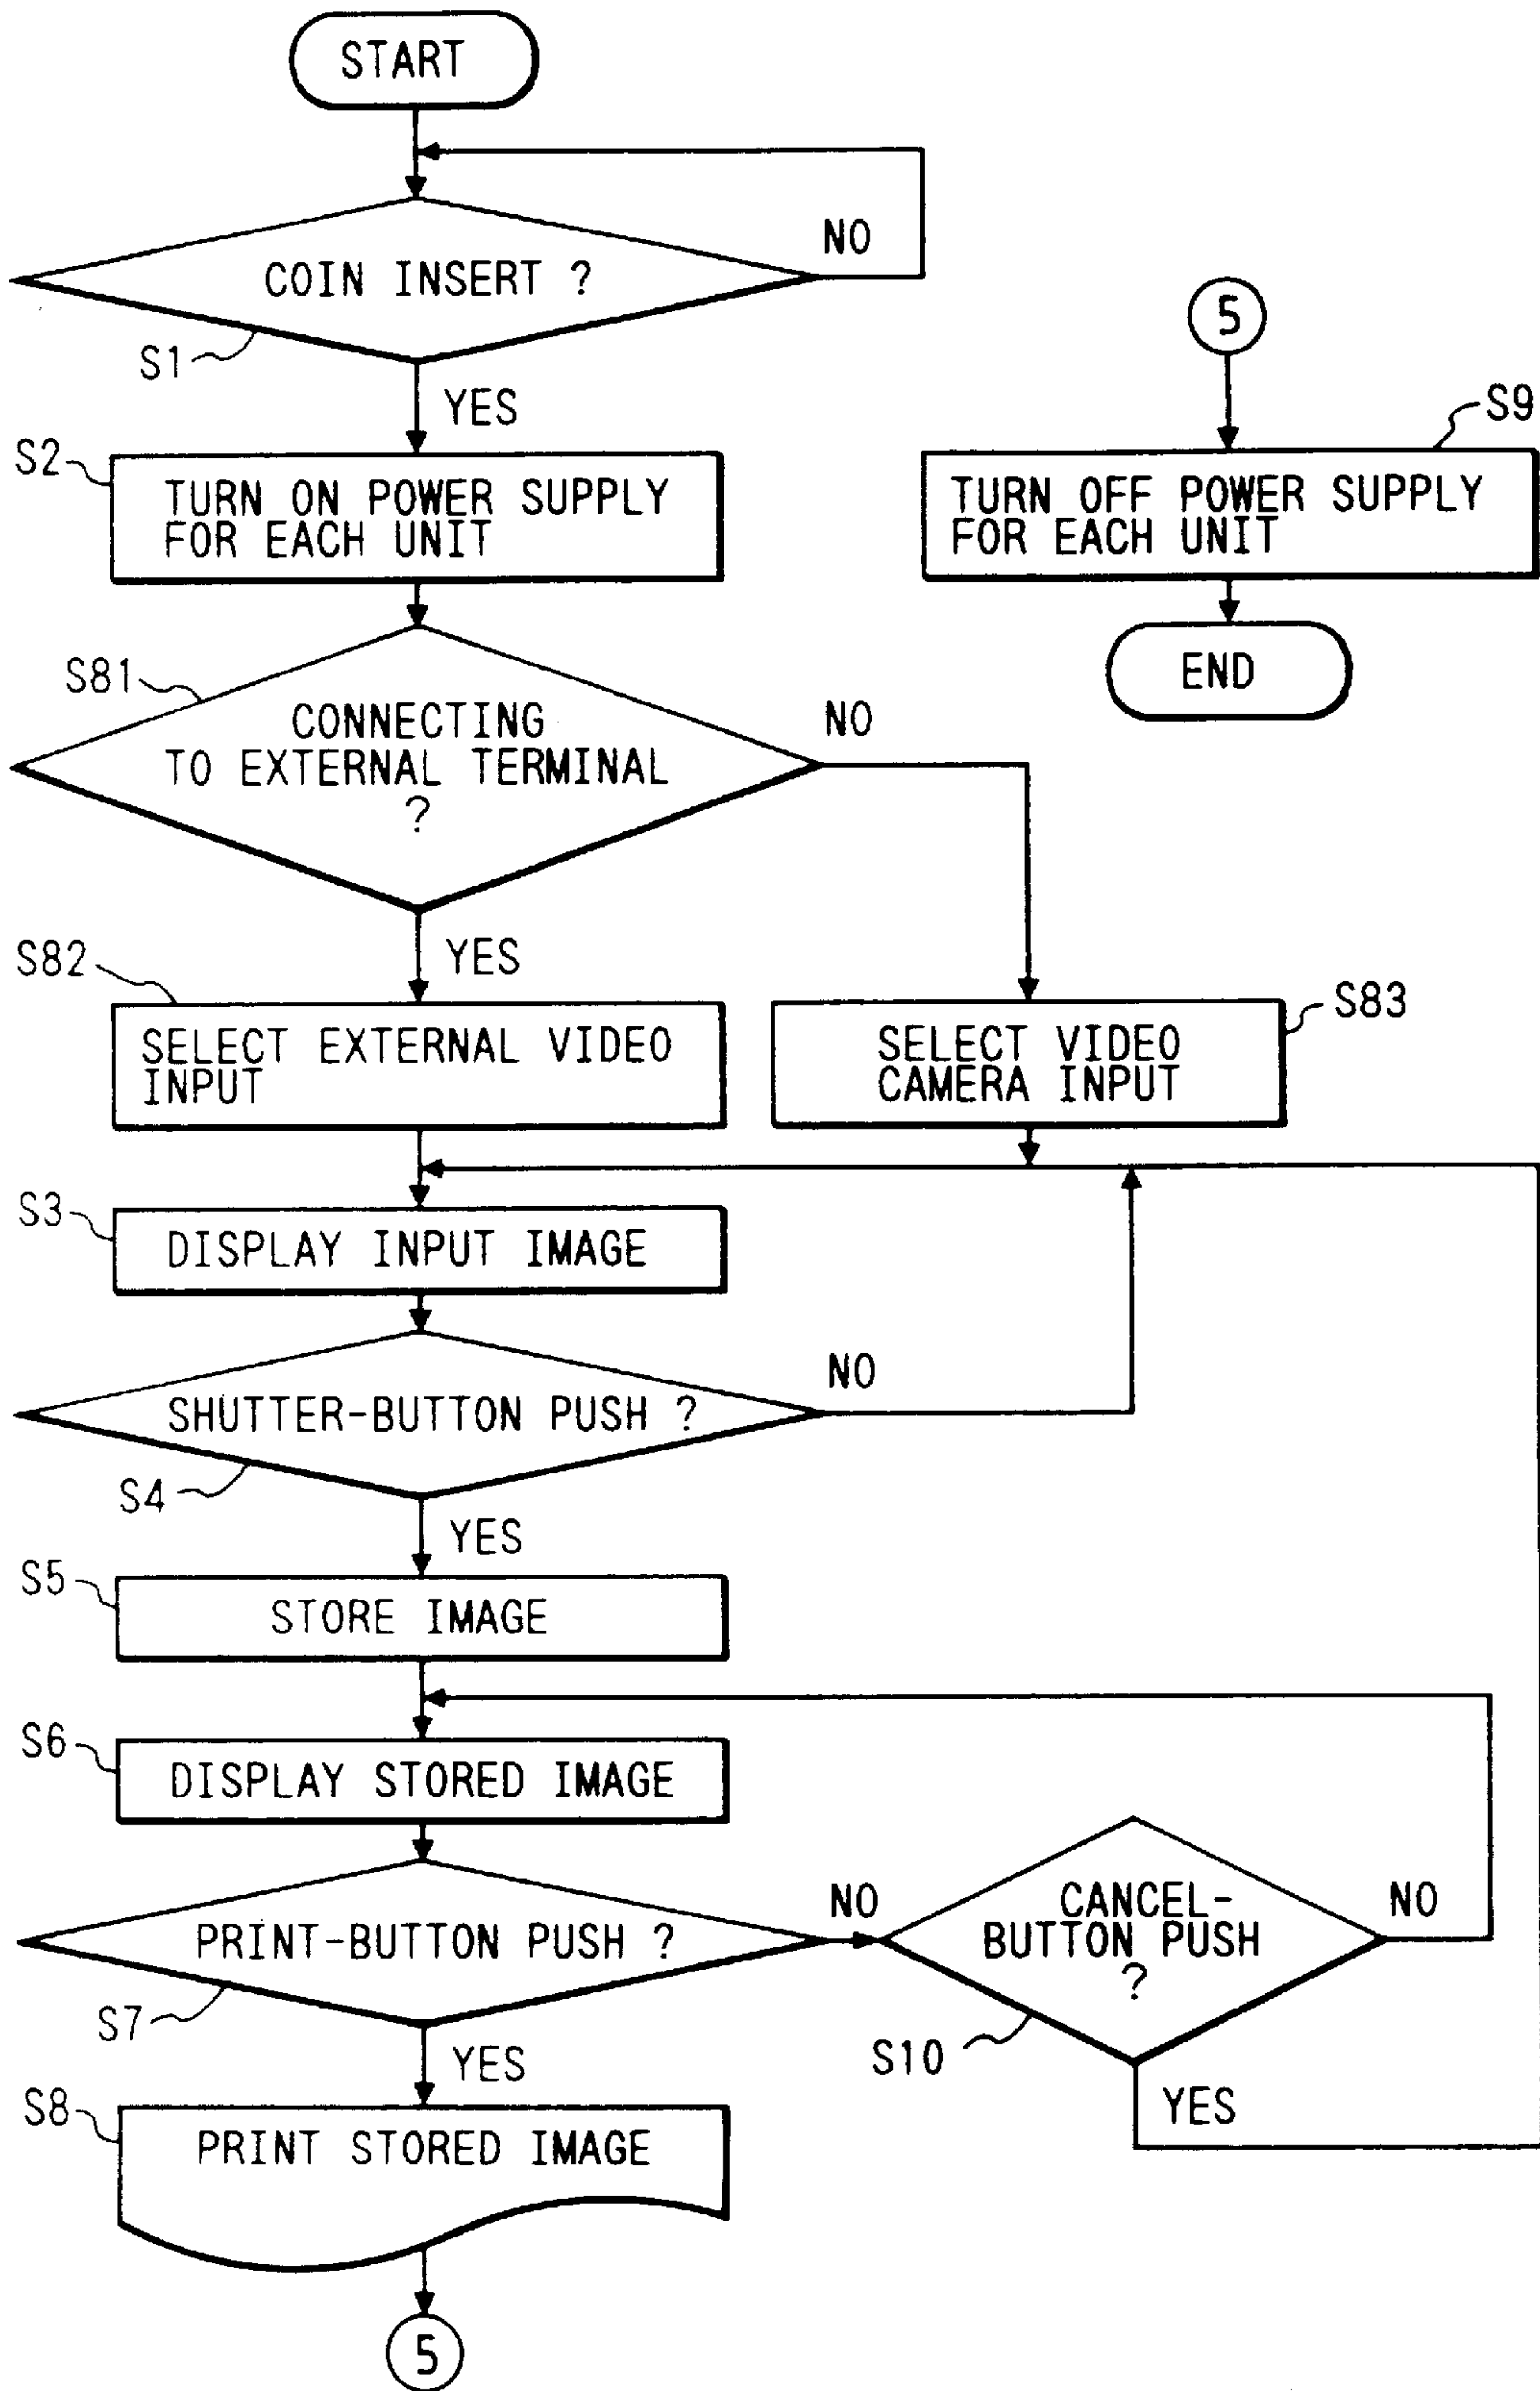 START
NO
COIN INSERT ?
S1
YES
S2
TURN ON POWER SUPPLY
FOR EACH UNIT
S81
CONNECTING
TO EXTERNAL TERMINAL
?
NO
YES
S82
SELECT EXTERNAL VIDEO
INPUT
SELECT VIDEO
CAMERA INPUT
S83
S3
DISPLAY INPUT IMAGE
NO
SHUTTER-BUTTON PUSH ?
S4
YES
S5
STORE IMAGE
S6
DISPLAY STORED IMAGE
PRINT-BUTTON PUSH ?
NO
S7
CANCEL-
BUTTON PUSH
?
NO
S10
YES
YES
S8
PRINT STORED IMAGE
5
5
S9
TURN OFF POWER SUPPLY
FOR EACH UNIT
END